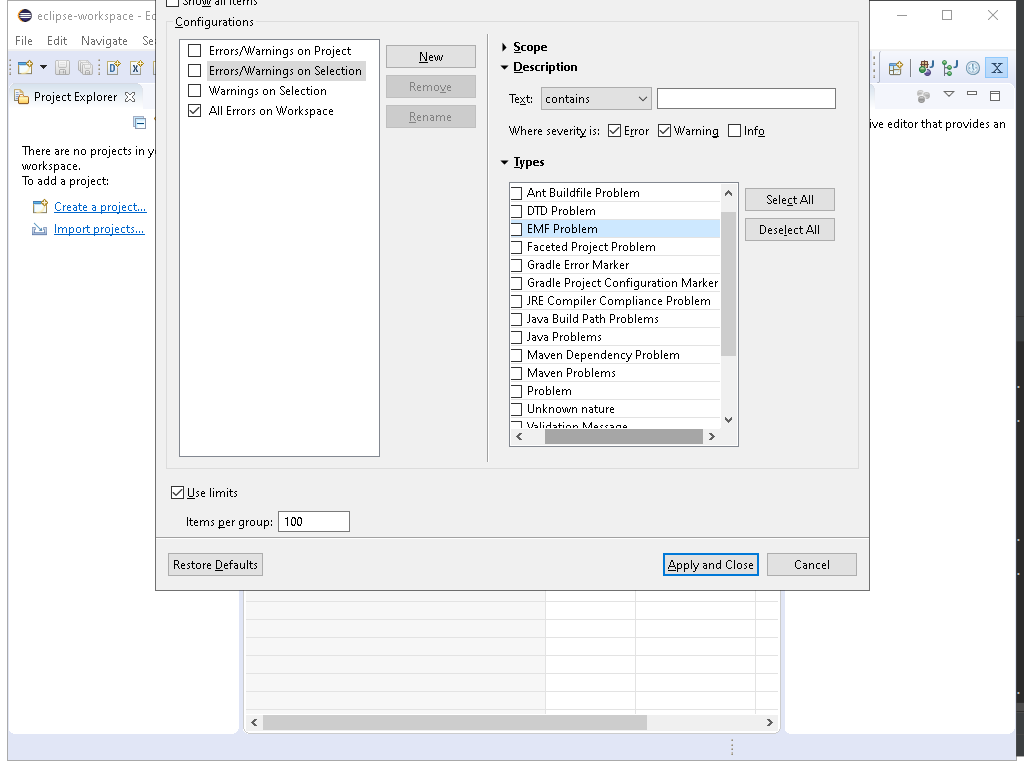 eclipse-workspace - Ec
Show all items
File Edit Navigate Se
Configurations
Errors/Warnings on Project
Errors/Warnings on Selection
Warnings on Selection
All Errors on Workspace
New
Remove
Rename
Scope
Description
Text: contains
Where severity is: Error Warning Info
Types
Ant Buildfile Problem
DTD Problem
EMF Problem
Faceted Project Problem
Gradle Error Marker
Gradle Project Configuration Marker
JRE Compiler Compliance Problem
Java Build Path Problems
Java Problems
Maven Dependency Problem
Maven Problems
Problem
Unknown nature
Validation Message
Select All
Deselect All
Project Explorer
There are no projects in y
workspace.
To add a project:
Create a project...
Import projects...
ive editor that provides an
Use limits
Items per group: 100
Restore Defaults
Apply and Close
Cancel